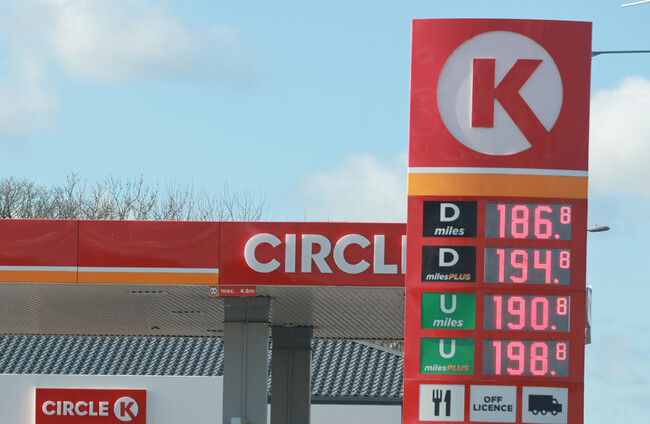 K
D
miles
186.8
D
milesPLUS
194.8
U
miles
190.8
U
milesPLUS
198.8
OFF
LICENCE
CIRCLE
max. 4.6m
CIRCLE K